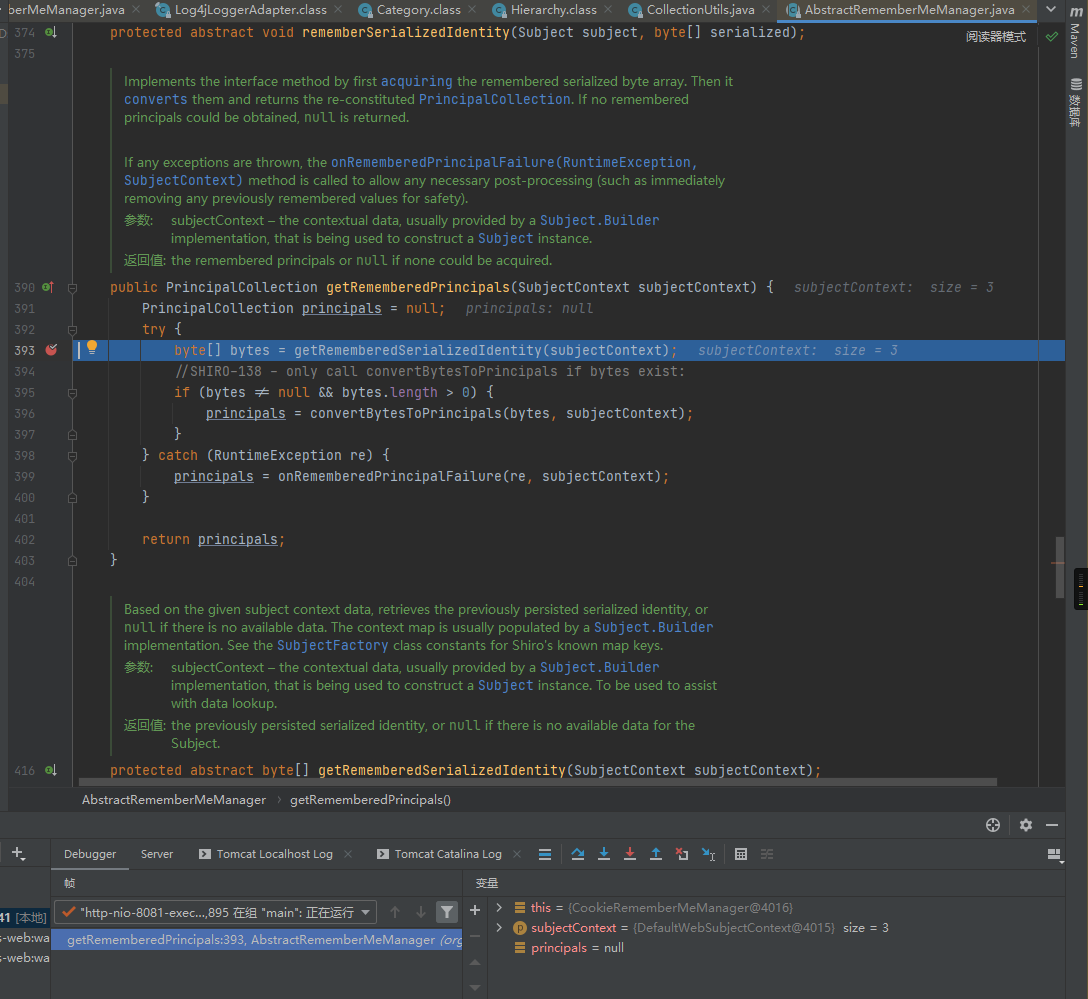 berMeManager.java Log4jLoggerAdapter.class Category.class Hierarchy.class CollectionUtils.java AbstractRememberMeManager.java
阅读器模式
Maven
数据库
374 protected abstract void rememberSerializedIdentity(Subject subject, byte[] serialized);
375
Implements the interface method by first acquiring the remembered serialized byte array. Then it
converts them and returns the re-constituted PrincipalCollection. If no remembered
principals could be obtained, null is returned.
If any exceptions are thrown, the onRememberedPrincipalFailure(RuntimeException,
SubjectContext) method is called to allow any necessary post-processing (such as immediately
removing any previously remembered values for safety).
参数: subjectContext – the contextual data, usually provided by a Subject.Builder
implementation, that is being used to construct a Subject instance.
返回值: the remembered principals or null if none could be acquired.
390 public PrincipalCollection getRememberedPrincipals(SubjectContext subjectContext) { subjectContext: size = 3
391 PrincipalCollection principals = null; principals: null
392 try {
393 byte[] bytes = getRememberedSerializedIdentity(subjectContext); subjectContext: size = 3
394 //SHIRO-138 - only call convertBytesToPrincipals if bytes exist:
395 if (bytes ≠ null && bytes.length > 0) {
396 principals = convertBytesToPrincipals(bytes, subjectContext);
397 }
398 } catch (RuntimeException re) {
399 principals = onRememberedPrincipalFailure(re, subjectContext);
400 }
401
402 return principals;
403 }
404
Based on the given subject context data, retrieves the previously persisted serialized identity, or
null if there is no available data. The context map is usually populated by a Subject.Builder
implementation. See the SubjectFactory class constants for Shiro's known map keys.
参数: subjectContext – the contextual data, usually provided by a Subject.Builder
implementation, that is being used to construct a Subject instance. To be used to assist
with data lookup.
返回值: the previously persisted serialized identity, or null if there is no available data for the
Subject.
416 protected abstract byte[] getRememberedSerializedIdentity(SubjectContext subjectContext);
AbstractRememberMeManager › getRememberedPrincipals()
Debugger Server Tomcat Localhost Log Tomcat Catalina Log
帧 变量
41 [本地] "http-nio-8081-exec...,895 在组 "main": 正在运行 this = {CookieRememberMeManager@4016}
s-web:wa getRememberedPrincipals:393, AbstractRememberMeManager (org subjectContext = {DefaultWebSubjectContext@4015} size = 3
s-web:wa principals = null